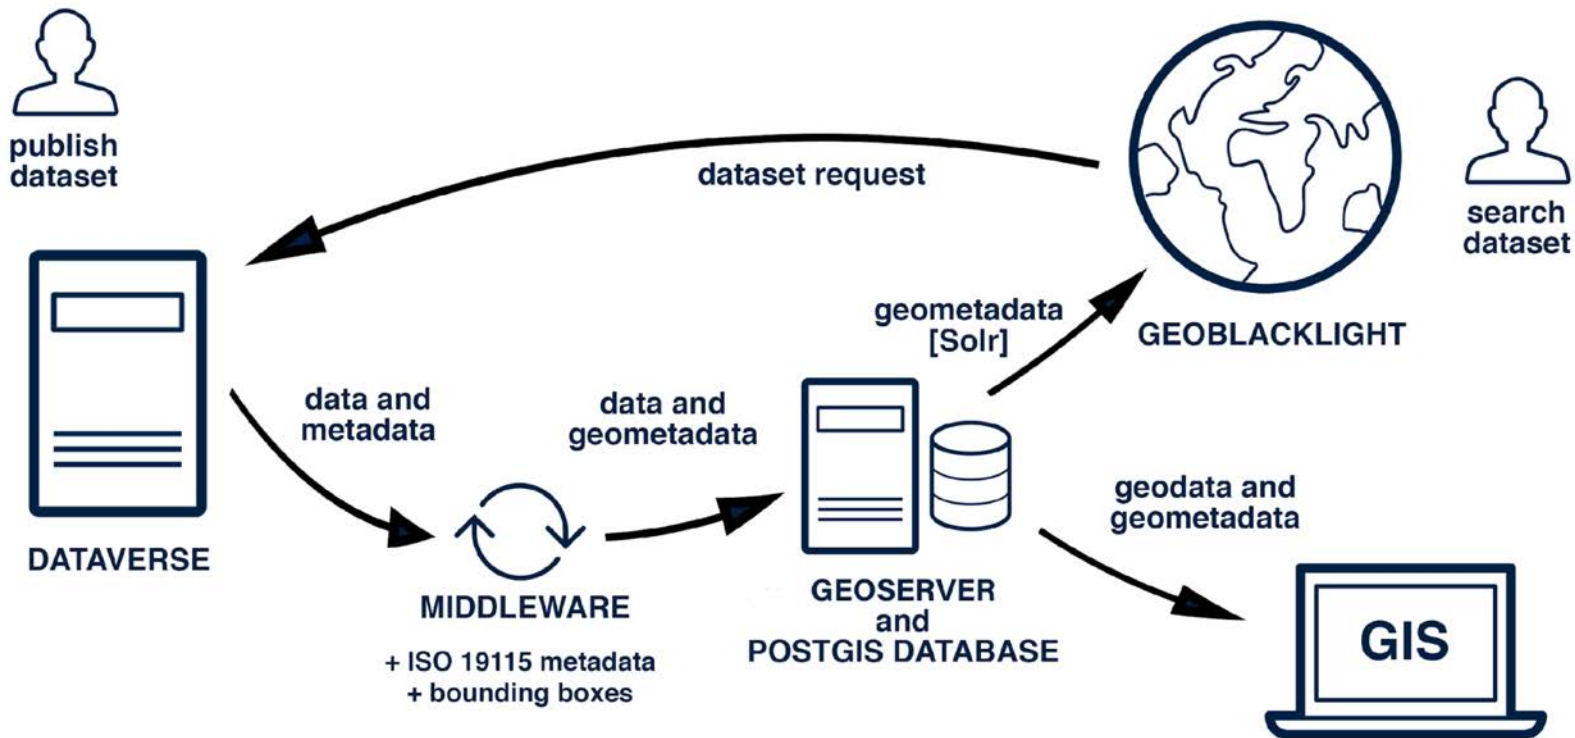 publish
dataset
dataset request
search
dataset
geometadata
[Solr]
GEOBLACKLIGHT
data and
metadata
data and
geometadata
geodata and
geometadata
DATAVERSE
MIDDLEWARE
+ ISO 19115 metadata
+ bounding boxes
GEOSERVER
and
POSTGIS DATABASE
GIS